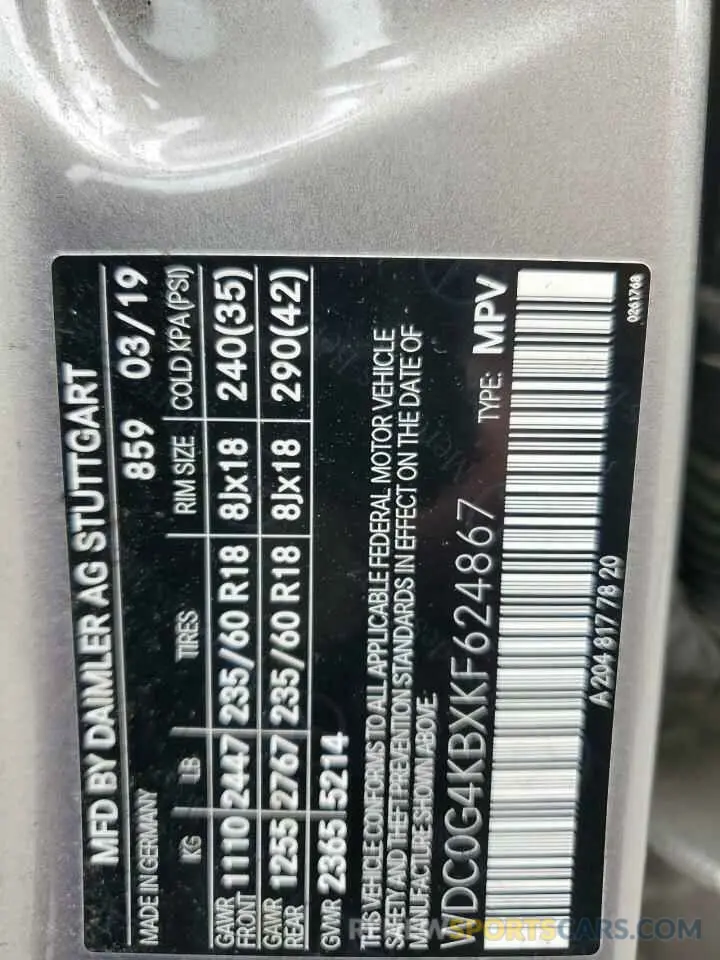 MFD BY DAIMLER AG STUTTGART
MADE IN GERMANY 859 03/19
KG LB TIRES RIM SIZE COLD KPA (PSI)
GAWR FRONT 1110 2447 235/60 R18 8Jx18 240(35)
GAWR REAR 1255 2767 235/60 R18 8Jx18 290(42)
GVWR 2365 5214
THIS VEHICLE CONFORMS TO ALL APPLICABLE FEDERAL MOTOR VEHICLE
SAFETY AND THEFT PREVENTION STANDARDS IN EFFECT ON THE DATE OF
MANUFACTURE SHOWN ABOVE.
VDC0G4KBXKF624867 TYPE: MPV
A 204 817 78 20
0261768
REVIEWSPORTSCARS.COM